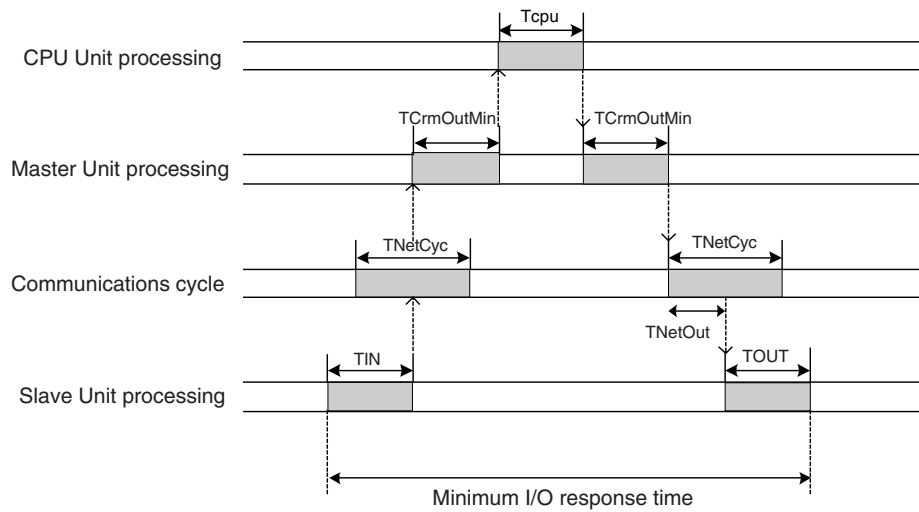 Tcpu
CPU Unit processing
TCrmOutMin
TCrmOutMin
Master Unit processing
TNetCyc
TNetCyc
Communications cycle
TNetOut
TIN
TOUT
Slave Unit processing
Minimum I/O response time